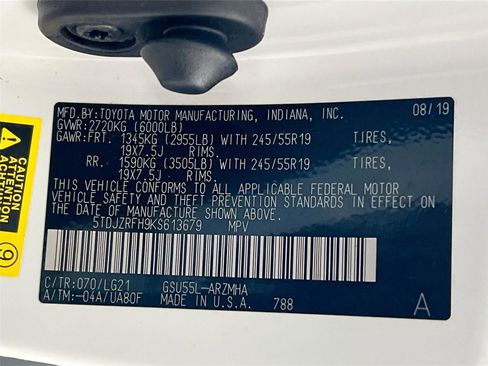 MFD.BY:TOYOTA MOTOR MANUFACTURING, INDIANA, INC. 08/19
GVWR:2720KG (6000LB)
GAWR:FRT. 1345KG (2955LB) WITH 245/55R19 TIRES,
19X7.5J RIMS.
RR. 1590KG (3505LB) WITH 245/55R19 TIRES,
19X7.5J RIMS.
THIS VEHICLE CONFORMS TO ALL APPLICABLE FEDERAL MOTOR
VEHICLE SAFETY AND THEFT PREVENTION STANDARDS IN EFFECT ON
THE DATE OF MANUFACTURE SHOWN ABOVE.
5TDJZRFH9KS613679 MPV
C/TR:070/LG21 GSU55L-ARZMHA
A/TM:-04A/UA80F MADE IN U.S.A. 788 A
CAUTION
ATTENTION
ACHTUNG
9